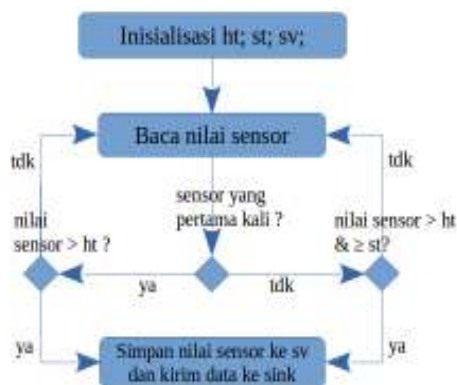 Inisialisasi ht; st; sv;
Baca nilai sensor
tdk
tdk
sensor yang
pertama kali ?
nilai
sensor > ht ?
nilai sensor > ht
& ≥ st?
ya
tdk
ya
ya
Simpan nilai sensor ke sv
dan kirim data ke sink